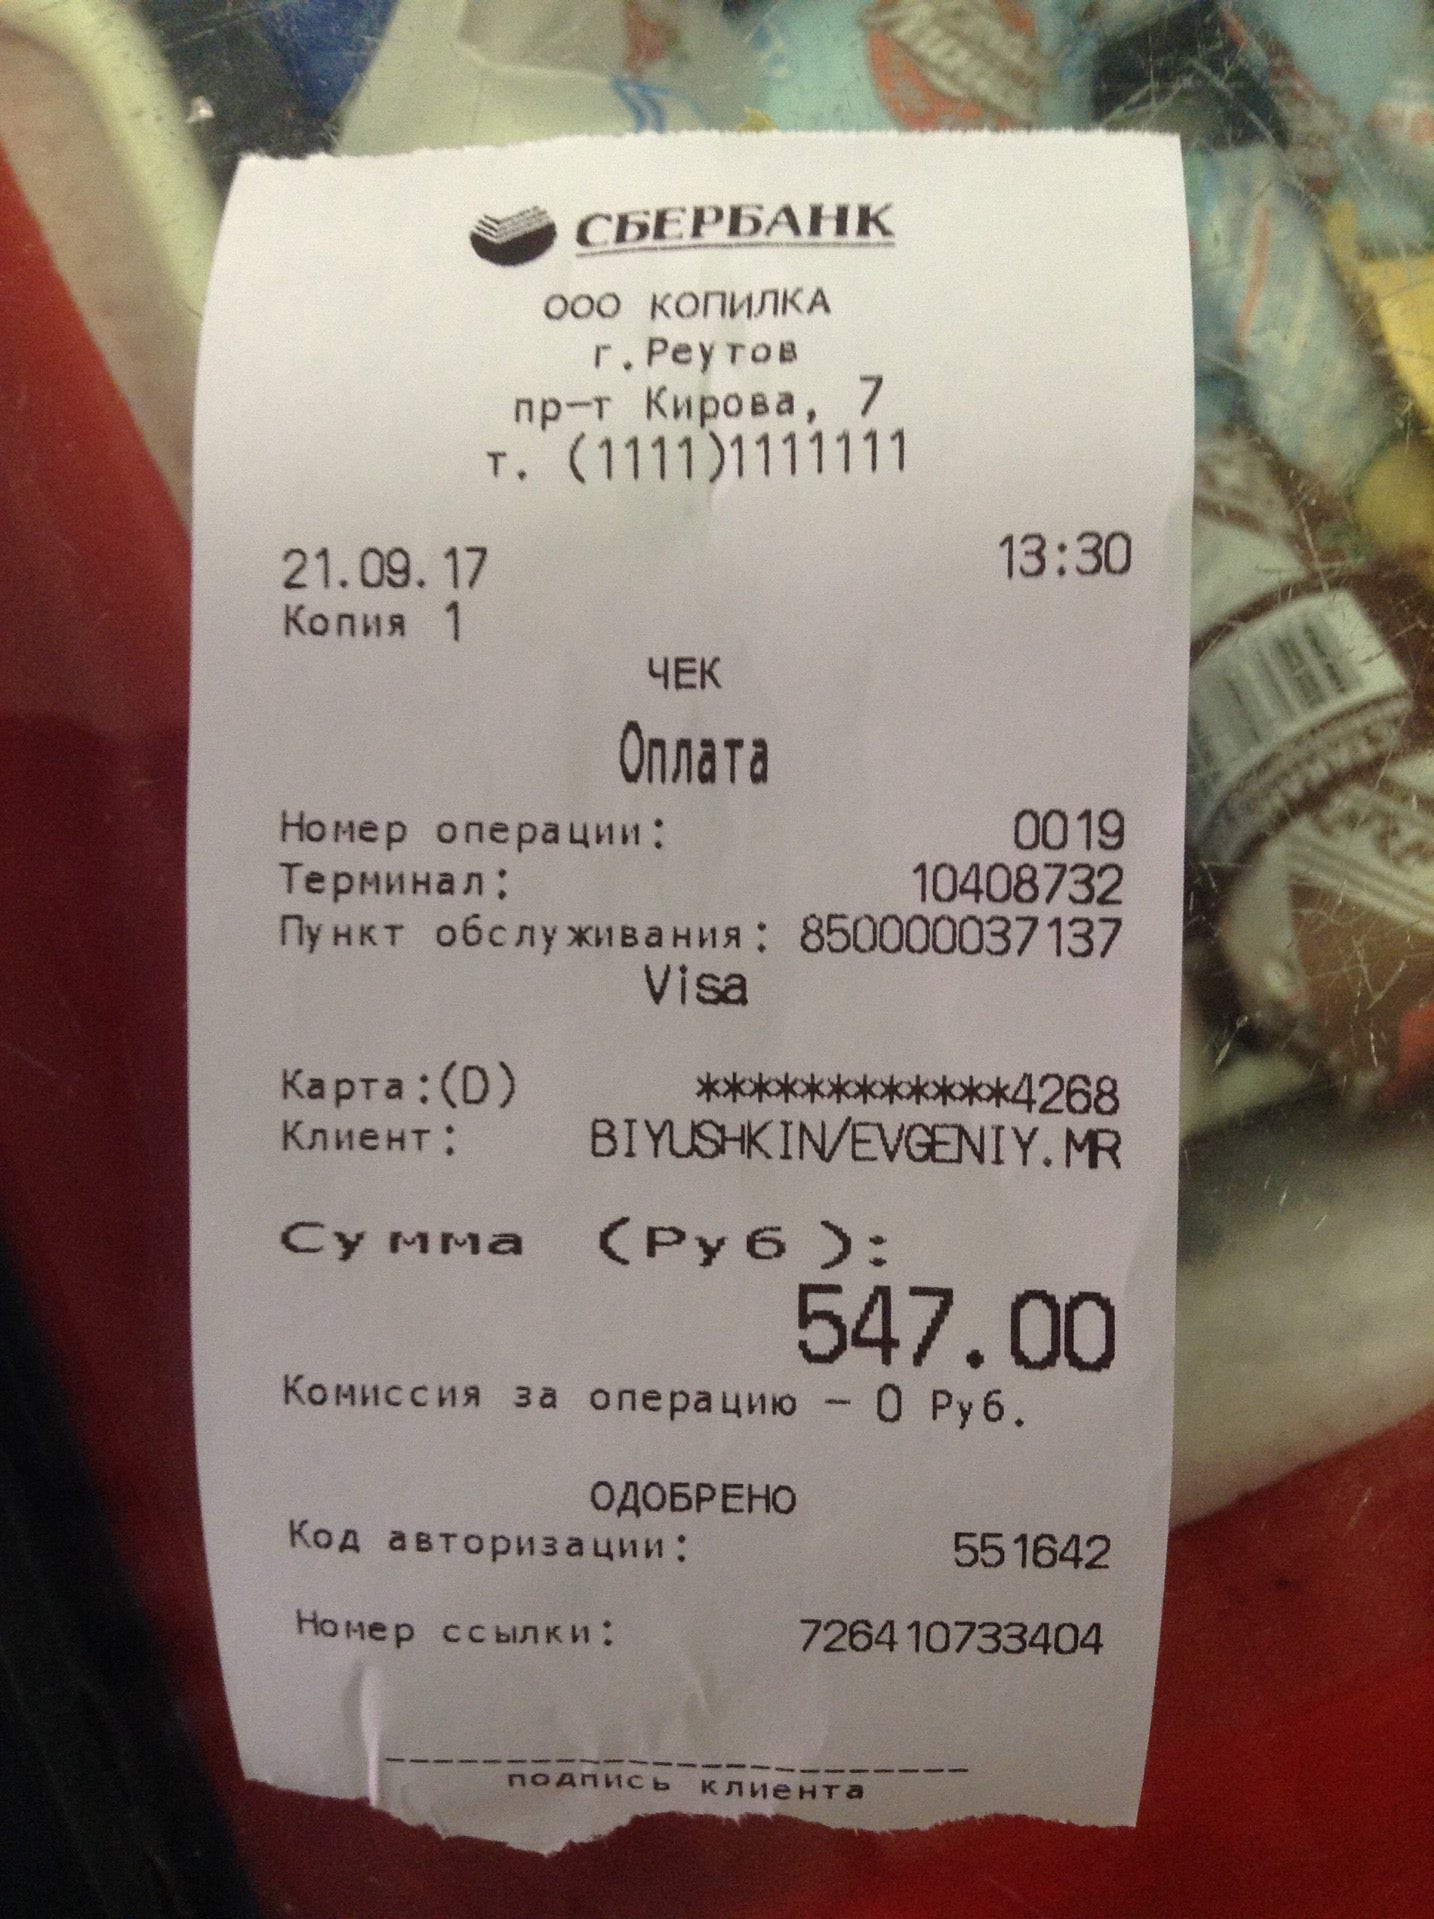 СБЕРБАНК
ООО КОПИЛКА
г.Реутов
пр-т Кирова, 7
т. (1111)1111111
21.09.17 13:30
Копия 1
ЧЕК
Оплата
Номер операции: 0019
Терминал: 10408732
Пункт обслуживания: 850000037137
Visa
Карта:(D) ************4268
Клиент: BIYUSHKIN/EVGENIY.MR
Сумма (Руб):
547.00
Комиссия за операцию – 0 Руб.
ОДОБРЕНО
Код авторизации: 551642
Номер ссылки: 726410733404
подпись клиента